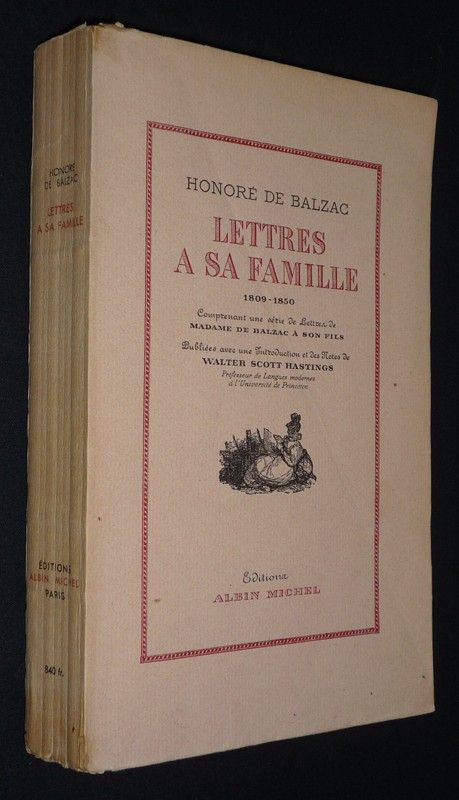 HONORÉ
DE BALZAC
LETTRES
A SA FAMILLE
ÉDITIONS
ALBIN MICHEL
PARIS
840 fr.
HONORÉ DE BALZAC
LETTRES
A SA FAMILLE
1809-1850
Comprenant une série de Lettres de
MADAME DE BALZAC À SON FILS
Publiées avec une Introduction et des Notes de
WALTER SCOTT HASTINGS
Professeur de Langues modernes
à l'Université de Princeton
Editions
ALBIN MICHEL